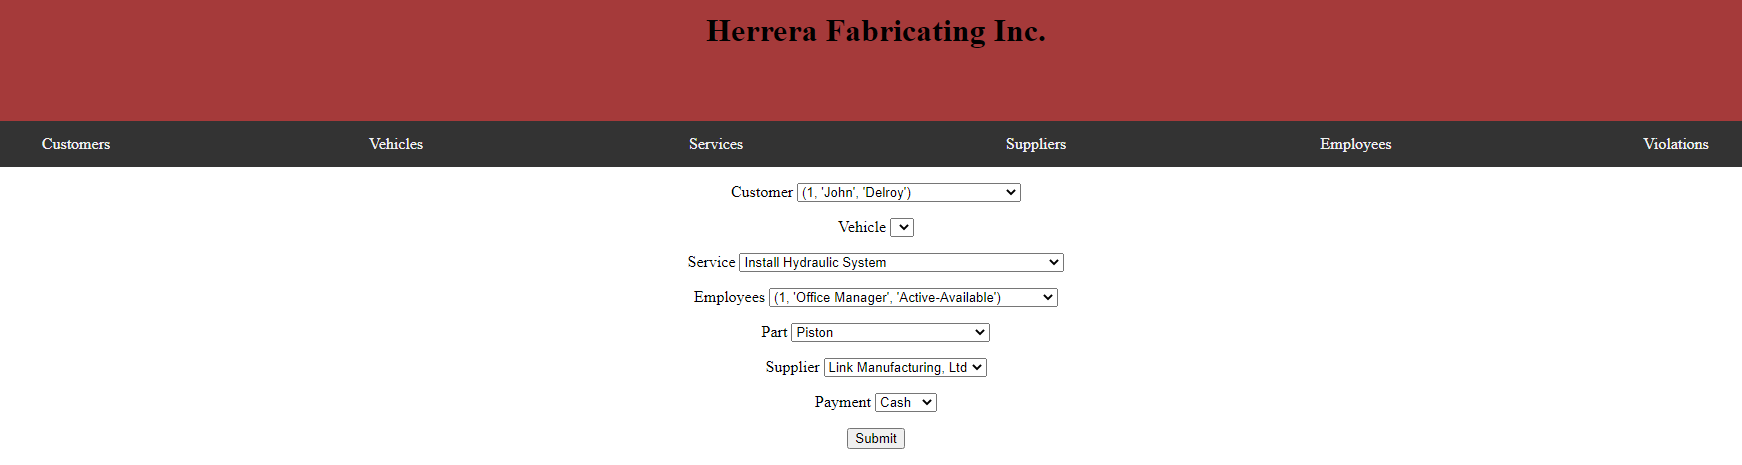 Herrera Fabricating Inc.
Customers Vehicles Services Suppliers Employees Violations
Customer (1, 'John', 'Delroy')
Vehicle
Service Install Hydraulic System
Employees (1, 'Office Manager', 'Active-Available')
Part Piston
Supplier Link Manufacturing, Ltd
Payment Cash
Submit